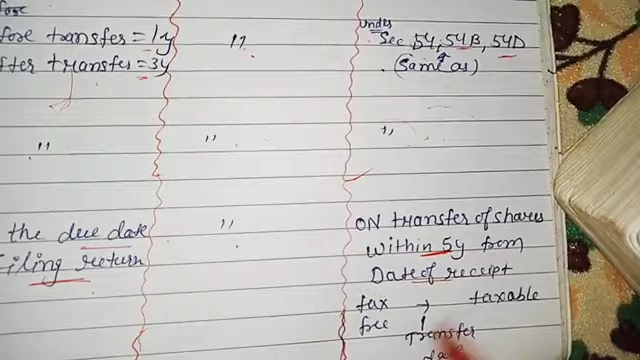 fore transfer = 1y
fter transfer = 3y
"
under
Sec, 54, 54B, 54D
(Same as)
"
"
"
the due date
iling return
"
ON transfer of shares
within 5y from
Date of receipt
tax → taxable
free
Transfer